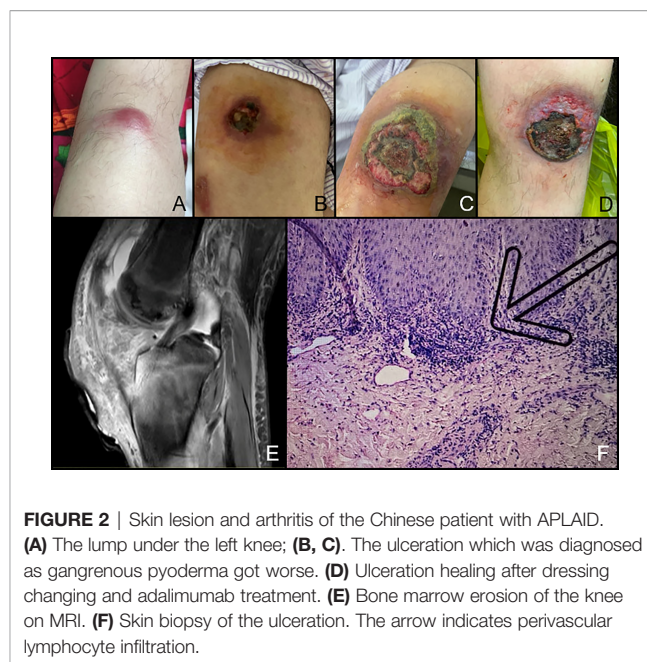 A
B
C
D
E
F
FIGURE 2 | Skin lesion and arthritis of the Chinese patient with APLAID.
(A) The lump under the left knee; (B, C). The ulceration which was diagnosed
as gangrenous pyoderma got worse. (D) Ulceration healing after dressing
changing and adalimumab treatment. (E) Bone marrow erosion of the knee
on MRI. (F) Skin biopsy of the ulceration. The arrow indicates perivascular
lymphocyte infiltration.